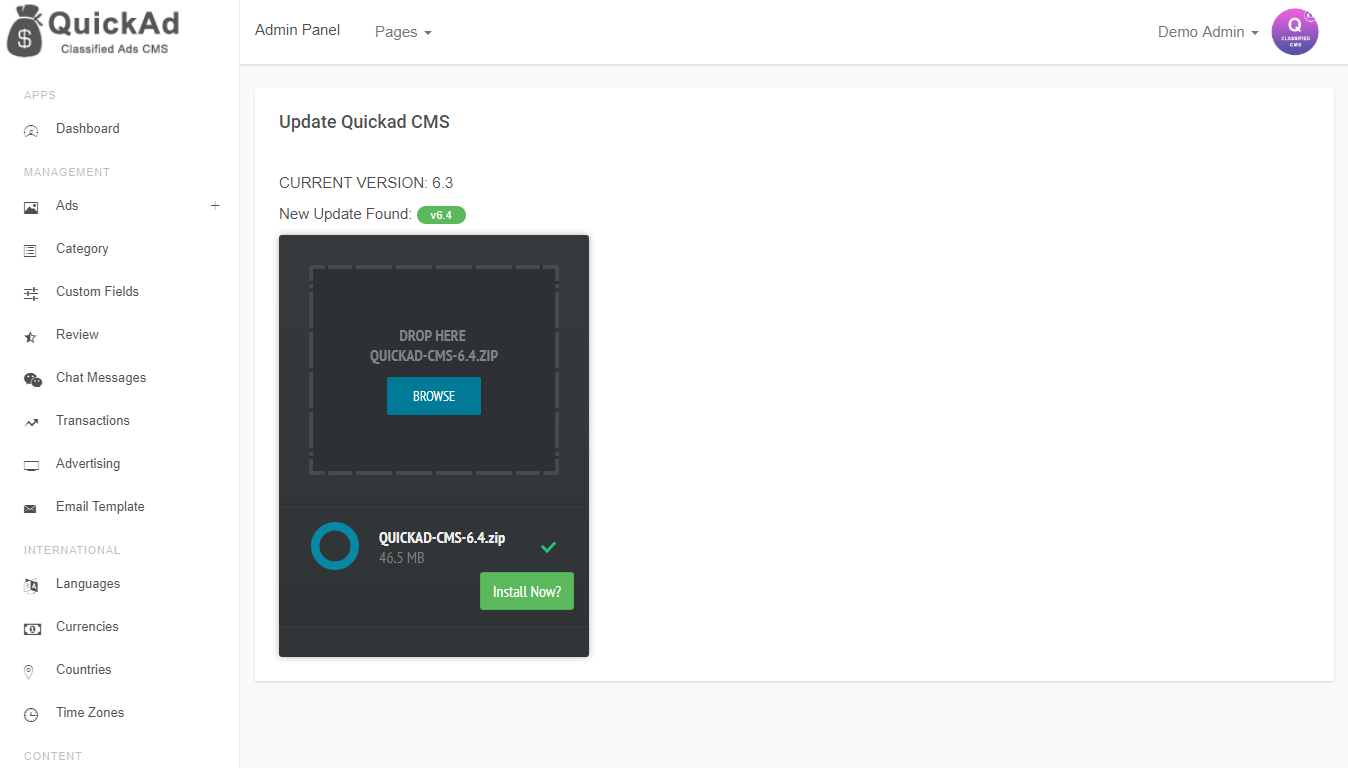 QuickAd
Classified Ads CMS
Admin Panel
Pages
Demo Admin
Q
CLASSIFIED
CMS
APPS
Dashboard
MANAGEMENT
Ads
Category
Custom Fields
Review
Chat Messages
Transactions
Advertising
Email Template
INTERNATIONAL
Languages
Currencies
Countries
Time Zones
CONTENT
Update Quickad CMS
CURRENT VERSION: 6.3
New Update Found: v6.4
DROP HERE
QUICKAD-CMS-6.4.ZIP
BROWSE
QUICKAD-CMS-6.4.zip
46.5 MB
Install Now?